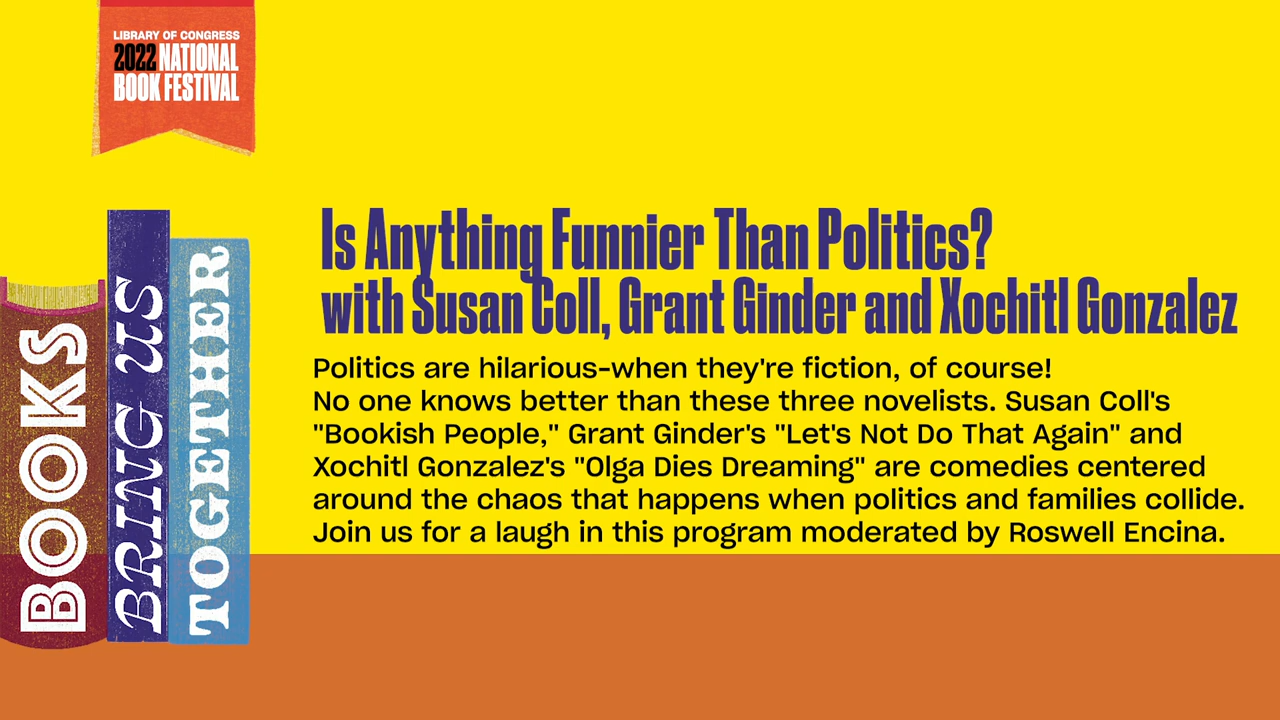 LIBRARY OF CONGRESS
2022 NATIONAL
BOOK FESTIVAL
BOOKS
BRING US
TOGETHER
Is Anything Funnier Than Politics?
with Susan Coll, Grant Ginder and Xochitl Gonzalez
Politics are hilarious-when they're fiction, of course!
No one knows better than these three novelists. Susan Coll's
"Bookish People," Grant Ginder's "Let's Not Do That Again" and
Xochitl Gonzalez's "Olga Dies Dreaming" are comedies centered
around the chaos that happens when politics and families collide.
Join us for a laugh in this program moderated by Roswell Encina.